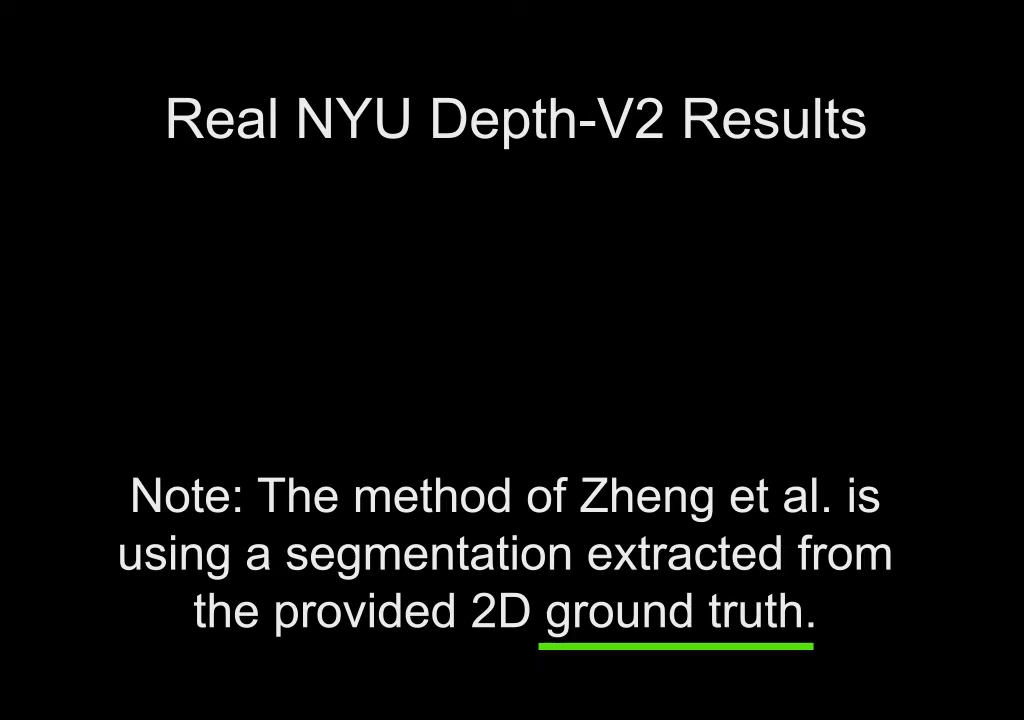 Real NYU Depth-V2 Results
Note: The method of Zheng et al. is
using a segmentation extracted from
the provided 2D ground truth.